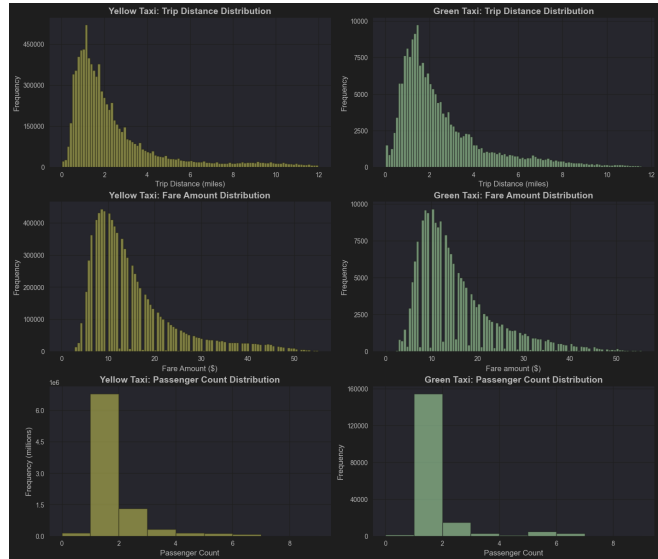 Yellow Taxi: Trip Distance Distribution
450000
300000
150000
0
Frequency
0 2 4 6 8 10 12
Trip Distance (miles)
Green Taxi: Trip Distance Distribution
10000
7500
5000
2500
0
Frequency
0 2 4 6 8 10 12
Trip Distance (miles)
Yellow Taxi: Fare Amount Distribution
400000
300000
200000
100000
0
Frequency
0 10 20 30 40 50
Fare Amount ($)
Green Taxi: Fare Amount Distribution
10000
7500
5000
2500
0
Frequency
0 10 20 30 40 50
Fare amount ($)
Yellow Taxi: Passenger Count Distribution
1e6
6.0
4.5
3.0
1.5
0.0
Frequency (millions)
0 2 4 6 8
Passenger Count
Green Taxi: Passenger Count Distribution
160000
120000
80000
40000
0
Frequency
0 2 4 6 8
Passenger Count